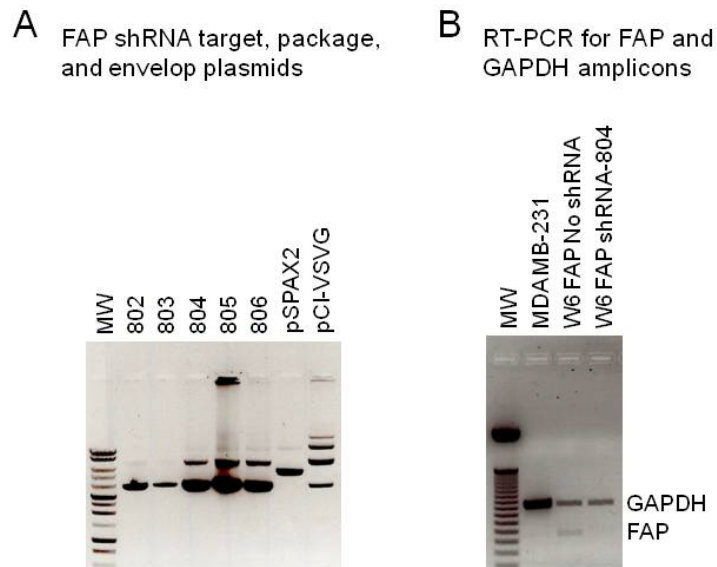 A
FAP shRNA target, package,
and envelop plasmids
MW
802
803
804
805
806
pSPAX2
pCI-VSVG
B
RT-PCR for FAP and
GAPDH amplicons
MW
MDAMB-231
W6 FAP No shRNA
W6 FAP shRNA-804
GAPDH
FAP